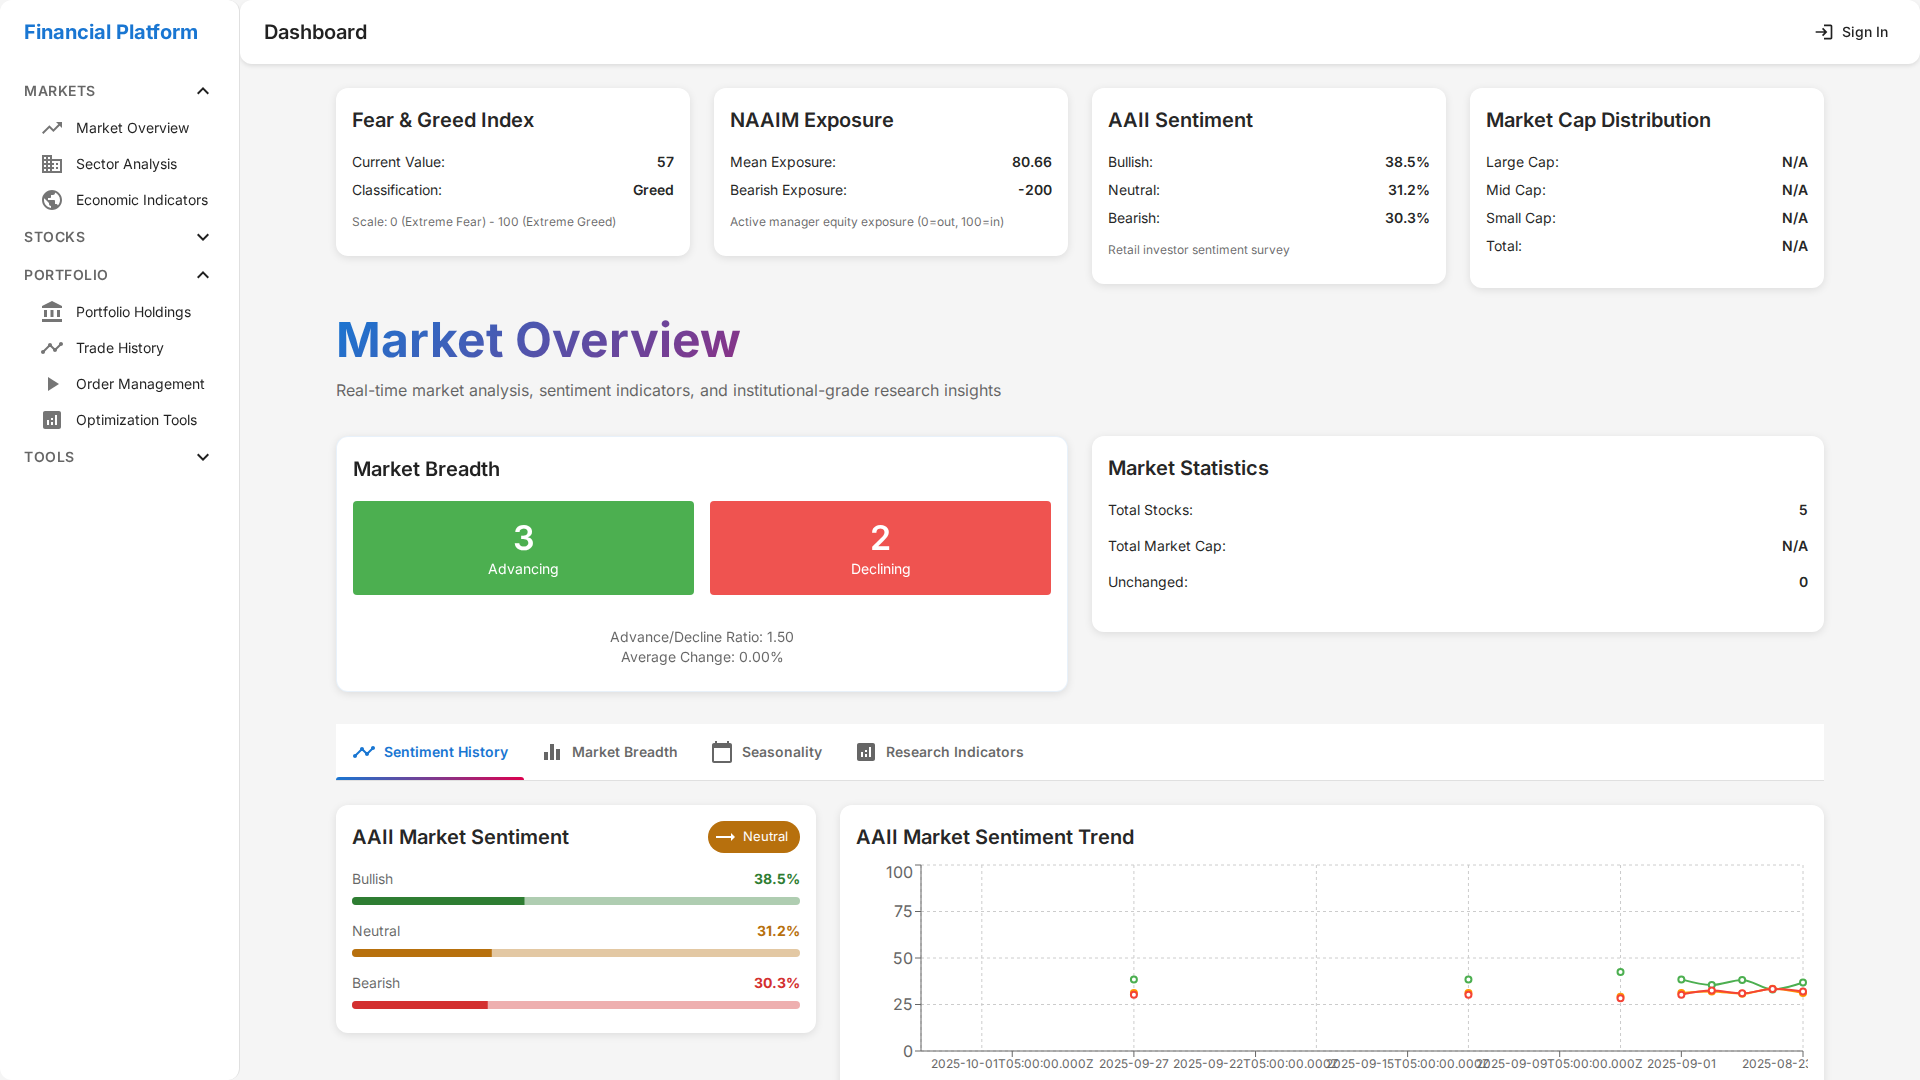 Financial Platform
Dashboard
Sign In
MARKETS
Market Overview
Sector Analysis
Economic Indicators
STOCKS
PORTFOLIO
Portfolio Holdings
Trade History
Order Management
Optimization Tools
TOOLS
Fear & Greed Index
Current Value: 57
Classification: Greed
Scale: 0 (Extreme Fear) - 100 (Extreme Greed)
NAAIM Exposure
Mean Exposure: 80.66
Bearish Exposure: -200
Active manager equity exposure (0=out, 100=in)
AAII Sentiment
Bullish: 38.5%
Neutral: 31.2%
Bearish: 30.3%
Retail investor sentiment survey
Market Cap Distribution
Large Cap: N/A
Mid Cap: N/A
Small Cap: N/A
Total: N/A
Market Overview
Real-time market analysis, sentiment indicators, and institutional-grade research insights
Market Breadth
3
Advancing
2
Declining
Advance/Decline Ratio: 1.50
Average Change: 0.00%
Market Statistics
Total Stocks: 5
Total Market Cap: N/A
Unchanged: 0
Sentiment History
Market Breadth
Seasonality
Research Indicators
AAII Market Sentiment
Neutral
Bullish 38.5%
Neutral 31.2%
Bearish 30.3%
AAII Market Sentiment Trend
100
75
50
25
0
2025-10-01T05:00:00.000Z 2025-09-27 2025-09-22T05:00:00.000Z 2025-09-15T05:00:00.000Z 2025-09-09T05:00:00.000Z 2025-09-01